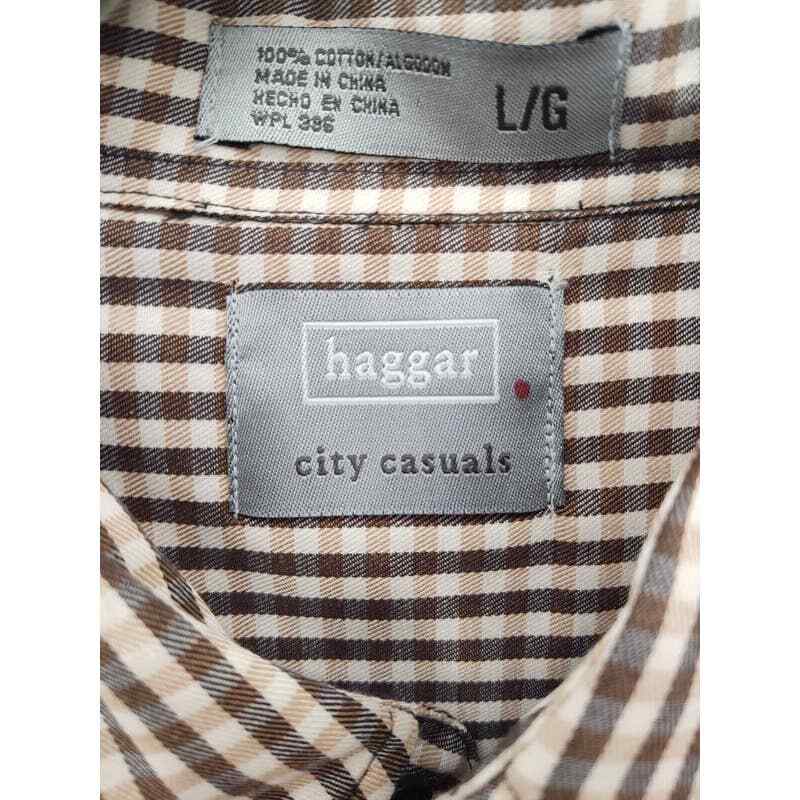 100% COTTON/ALGODON
MADE IN CHINA
HECHO EN CHINA
WPL 386
L/G
haggar
city casuals